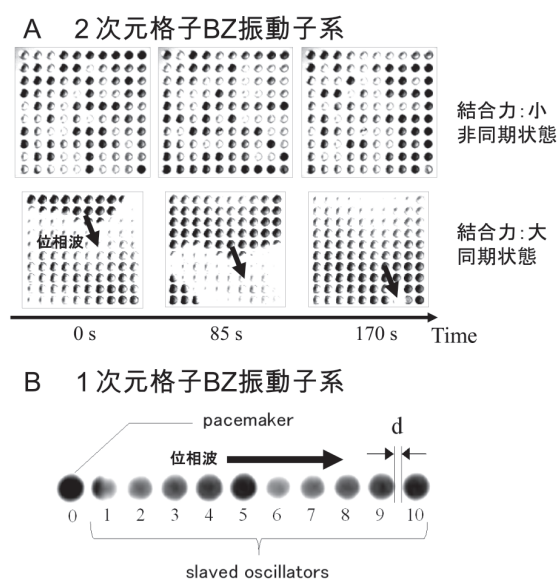 A　２次元格子BZ振動子系
結合力：小
非同期状態
位相波
結合力：大
同期状態
0 s 85 s 170 s Time
B　１次元格子BZ振動子系
pacemaker
d
位相波
0 1 2 3 4 5 6 7 8 9 10
slaved oscillators